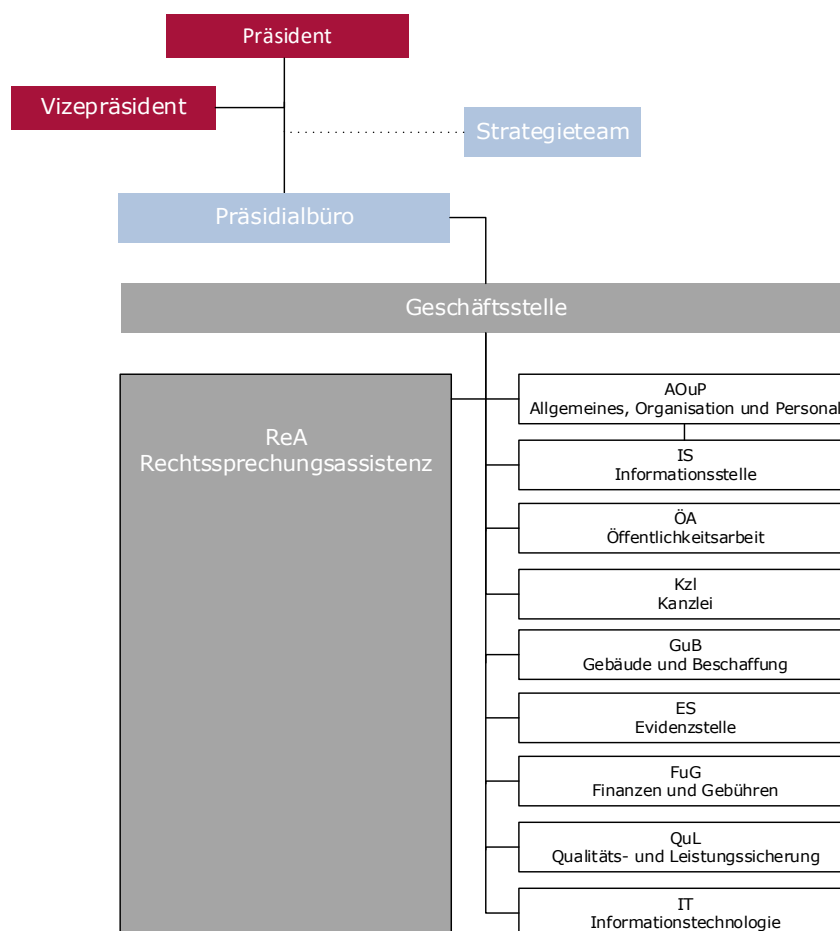 Präsident
Vizepräsident
Strategieteam
Präsidialbüro
Geschäftsstelle
ReA
Rechtssprechungsassistenz
AOuP
Allgemeines, Organisation und Personal
IS
Informationsstelle
ÖA
Öffentlichkeitsarbeit
Kzl
Kanzlei
GuB
Gebäude und Beschaffung
ES
Evidenzstelle
FuG
Finanzen und Gebühren
QuL
Qualitäts- und Leistungssicherung
IT
Informationstechnologie